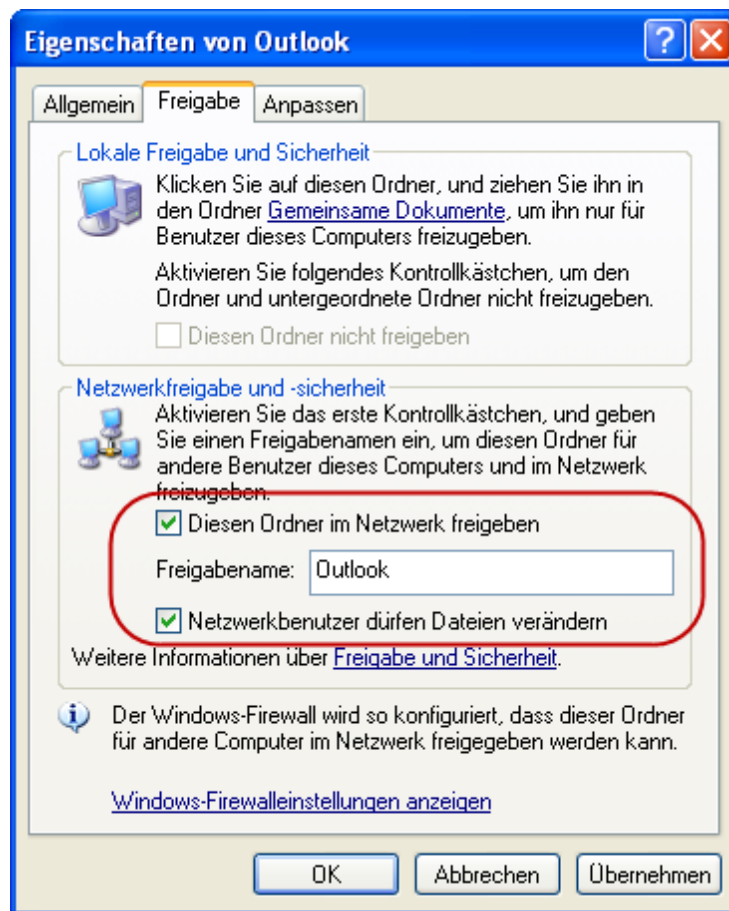 Eigenschaften von Outlook
Allgemein
Freigabe
Anpassen
Lokale Freigabe und Sicherheit
Klicken Sie auf diesen Ordner, und ziehen Sie ihn in
den Ordner Gemeinsame Dokumente, um ihn nur für
Benutzer dieses Computers freizugeben.
Aktivieren Sie folgendes Kontrollkästchen, um den
Ordner und untergeordnete Ordner nicht freizugeben.
Diesen Ordner nicht freigeben
Netzwerkfreigabe und -sicherheit
Aktivieren Sie das erste Kontrollkästchen, und geben
Sie einen Freigabenamen ein, um diesen Ordner für
andere Benutzer dieses Computers und im Netzwerk
freizugeben.
Diesen Ordner im Netzwerk freigeben
Freigabename: Outlook
Netzwerkbenutzer dürfen Dateien verändern
Weitere Informationen über Freigabe und Sicherheit.
Der Windows-Firewall wird so konfiguriert, dass dieser Ordner
für andere Computer im Netzwerk freigegeben werden kann.
Windows-Firewalleinstellungen anzeigen
OK
Abbrechen
Übernehmen